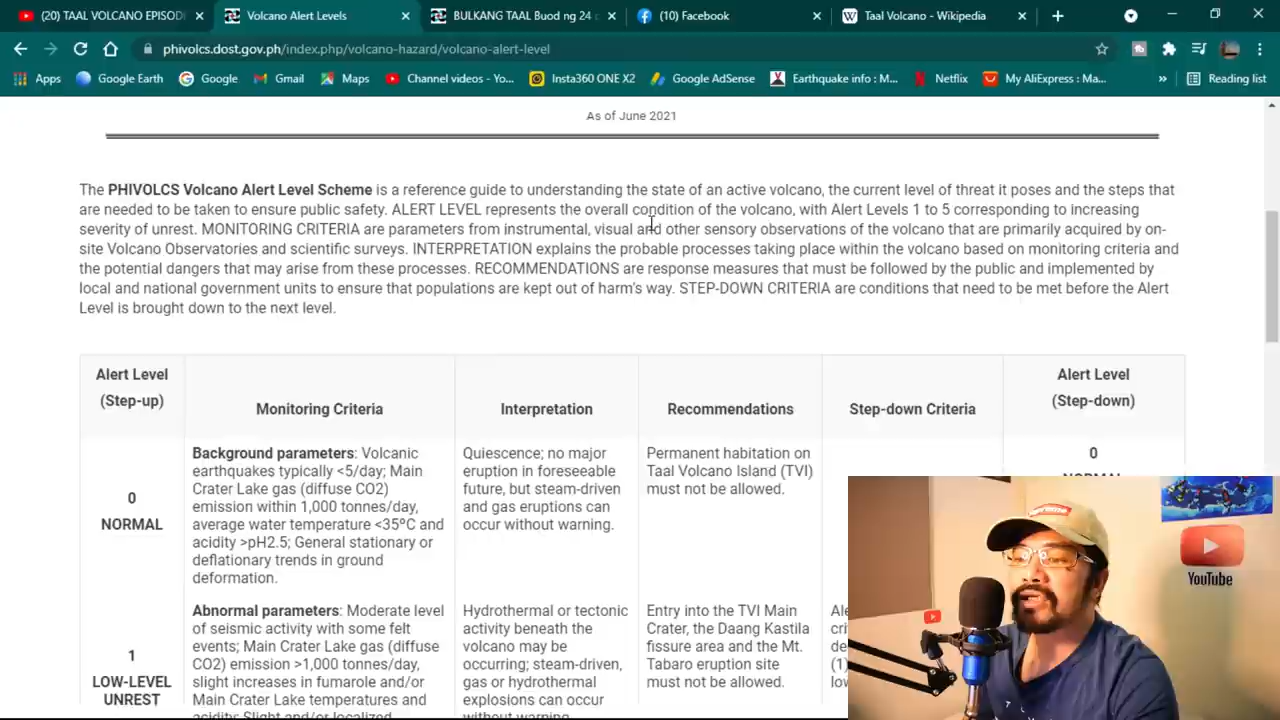 (20) TAAL VOLCANO EPISOD
Volcano Alert Levels
BULKANG TAAL Buod ng 24
(10) Facebook
Taal Volcano - Wikipedia
phivolcs.dost.gov.ph/index.php/volcano-hazard/volcano-alert-level
Apps Google Earth Google Gmail Maps Channel videos - Yo... Insta360 ONE X2 Google AdSense Earthquake info : M... Netflix My AliExpress : Ma... Reading list
As of June 2021
The PHIVOLCS Volcano Alert Level Scheme is a reference guide to understanding the state of an active volcano, the current level of threat it poses and the steps that
are needed to be taken to ensure public safety. ALERT LEVEL represents the overall condition of the volcano, with Alert Levels 1 to 5 corresponding to increasing
severity of unrest. MONITORING CRITERIA are parameters from instrumental, visual and other sensory observations of the volcano that are primarily acquired by on-
site Volcano Observatories and scientific surveys. INTERPRETATION explains the probable processes taking place within the volcano based on monitoring criteria and
the potential dangers that may arise from these processes. RECOMMENDATIONS are response measures that must be followed by the public and implemented by
local and national government units to ensure that populations are kept out of harm's way. STEP-DOWN CRITERIA are conditions that need to be met before the Alert
Level is brought down to the next level.
Alert Level
(Step-up)
Monitoring Criteria
Interpretation
Recommendations
Step-down Criteria
Alert Level
(Step-down)
0
NORMAL
Background parameters: Volcanic
earthquakes typically <5/day; Main
Crater Lake gas (diffuse CO2)
emission within 1,000 tonnes/day,
average water temperature <35ºC and
acidity >pH2.5; General stationary or
deflationary trends in ground
deformation.
Quiescence; no major
eruption in foreseeable
future, but steam-driven
and gas eruptions can
occur without warning.
Permanent habitation on
Taal Volcano Island (TVI)
must not be allowed.
0
NORMAL
1
LOW-LEVEL
UNREST
Abnormal parameters: Moderate level
of seismic activity with some felt
events; Main Crater Lake gas (diffuse
CO2) emission >1,000 tonnes/day,
slight increases in fumarole and/or
Main Crater Lake temperatures and
acidity; Slight and/or localized
Hydrothermal or tectonic
activity beneath the
volcano may be
occurring; steam-driven,
gas or hydrothermal
explosions can occur
without warning
Entry into the TVI Main
Crater, the Daang Kastila
fissure area and the Mt.
Tabaro eruption site
must not be allowed.
YouTube